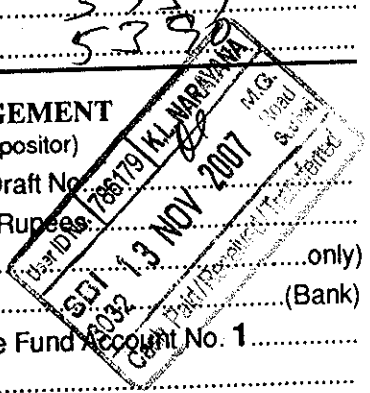 5390
GEMENT
positor)
Draft No.
Rupees
only)
(Bank)
e Fund Account No. 1
User ID No. 786179 K.L. NARAYANA
SBI 13 NOV 2007 M.G. Road
6032 Cash Paid/Received/Transferred